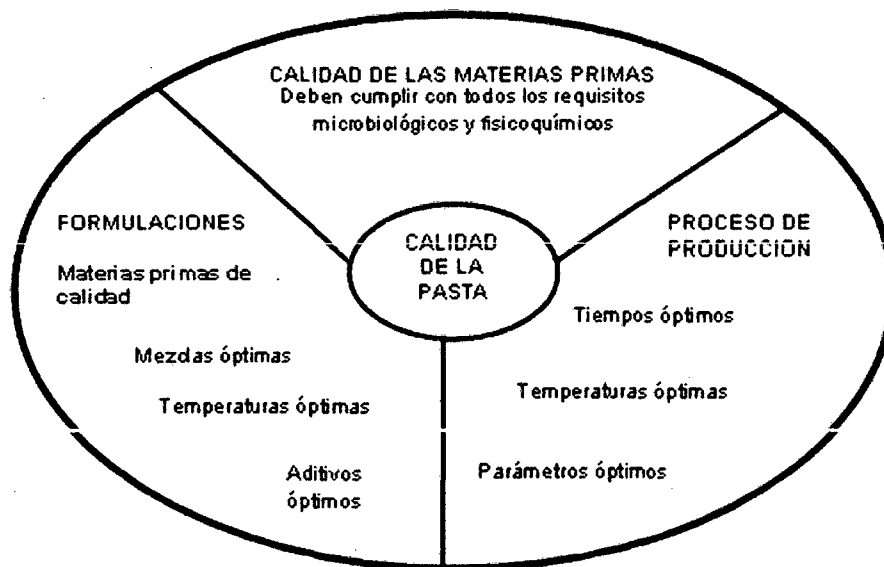 CALIDAD DE LAS MATERIAS PRIMAS
Deben cumplir con todos los requisitos
microbiológicos y fisicoquímicos
FORMULACIONES
Materias primas de
calidad
Mezclas óptimas
Temperaturas óptimas
Aditivos
óptimos
CALIDAD
DE LA
PASTA
PROCESO DE
PRODUCCION
Tiempos óptimos
Temperaturas óptimas
Parámetros óptimos